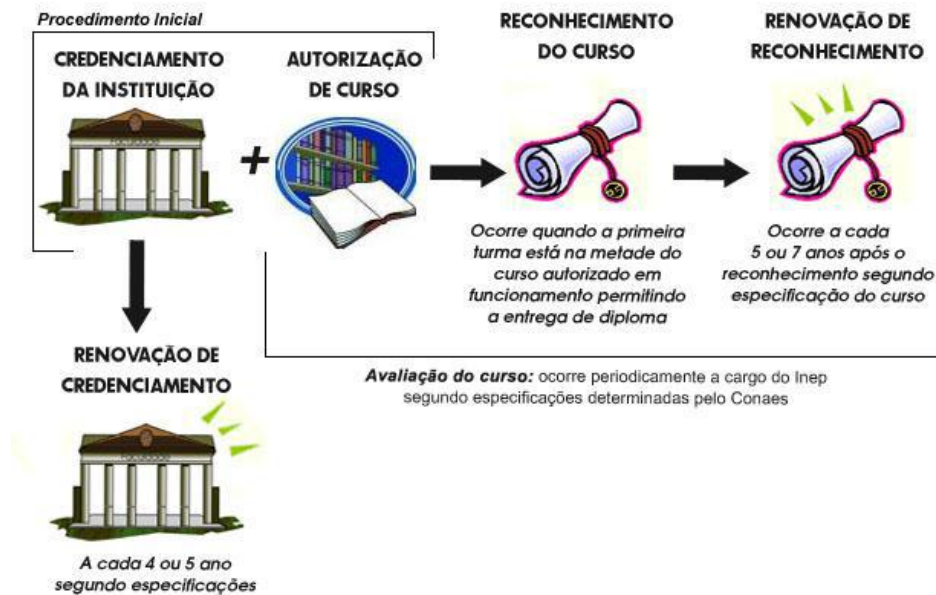 Procedimento Inicial
CREDENCIAMENTO
DA INSTITUIÇÃO
+
AUTORIZAÇÃO
DE CURSO
RECONHECIMENTO
DO CURSO
Ocorre quando a primeira
turma está na metade do
curso autorizado em
funcionamento permitindo
a entrega de diploma
RENOVAÇÃO DE
RECONHECIMENTO
Ocorre a cada
5 ou 7 anos após o
reconhecimento segundo
especificação do curso
Avaliação do curso: ocorre periodicamente a cargo do Inep
segundo especificações determinadas pelo Conaes
RENOVAÇÃO DE
CREDENCIAMENTO
A cada 4 ou 5 ano
segundo especificações